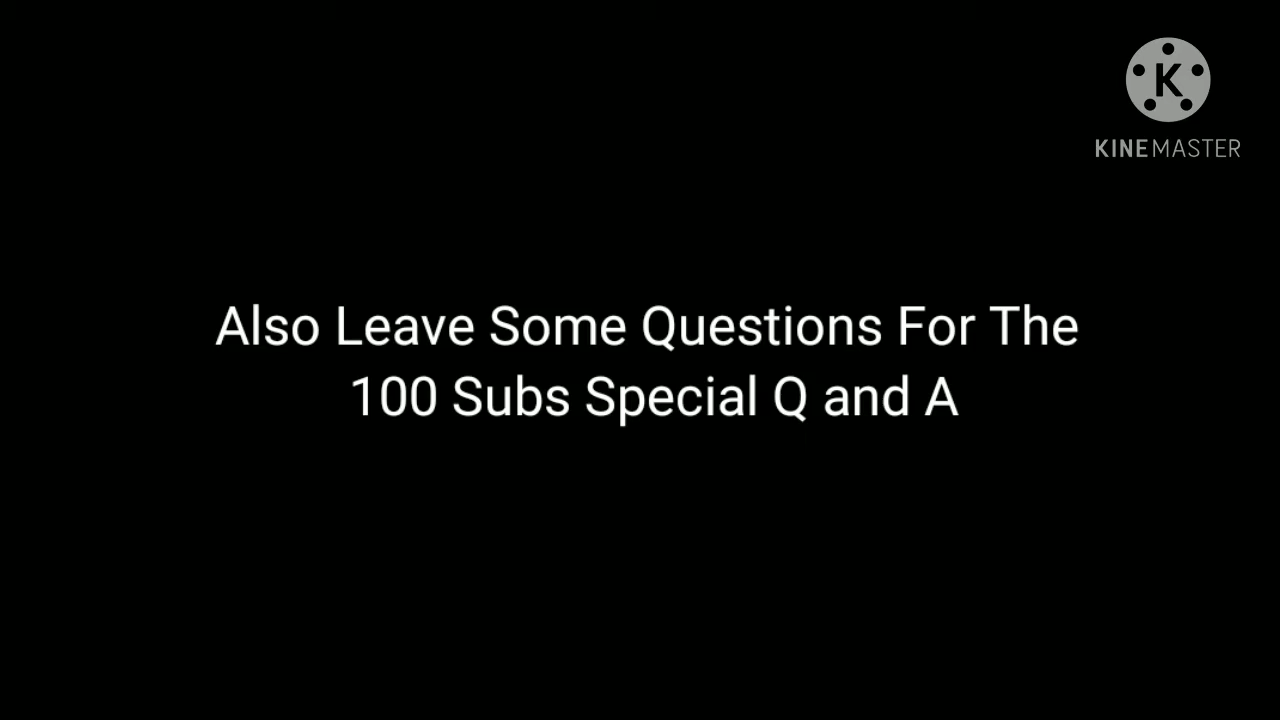 K
KINEMASTER
Also Leave Some Questions For The
100 Subs Special Q and A